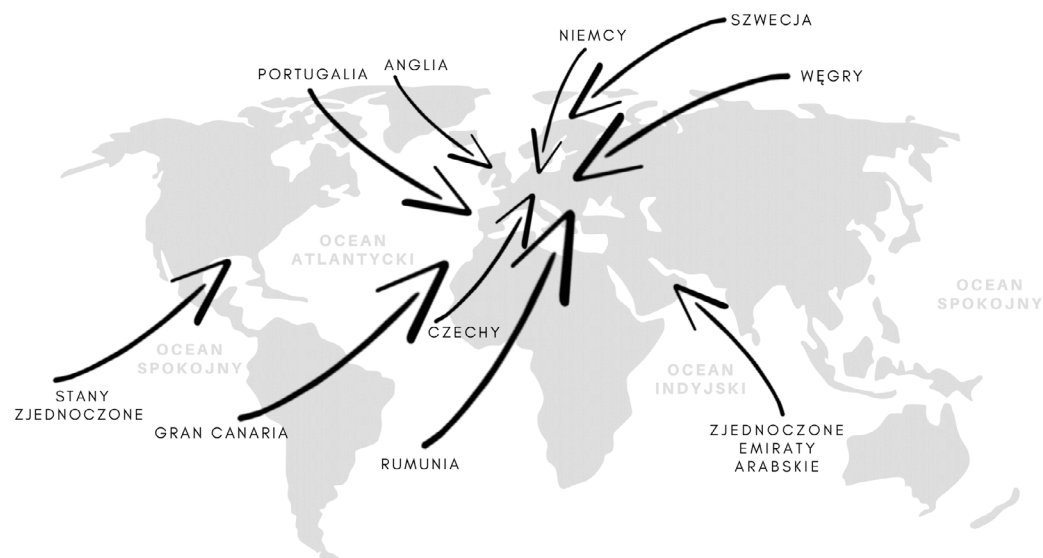 SZWECJA
NIEMCY
ANGLIA
PORTUGALIA
WĘGRY
OCEAN
ATLANTYCKI
OCEAN
SPOKOJNY
CZECHY
OCEAN
SPOKOJNY
OCEAN
INDYJSKI
STANY
ZJEDNOCZONE
GRAN CANARIA
RUMUNIA
ZJEDNOCZONE
EMIRATY
ARABSKIE